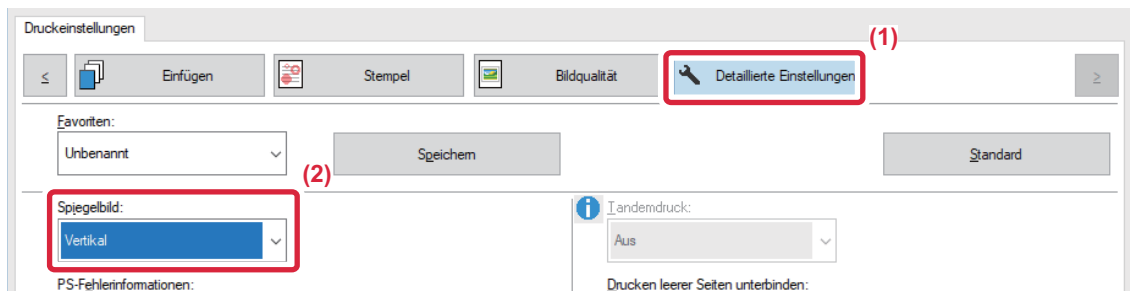 Druckeinstellungen
(1)
< Einfügen Stempel Bildqualität Detaillierte Einstellungen >
Favoriten:
Unbenannt Speichern Standard
(2)
Spiegelbild: Tandemdruck:
Vertikal Aus
PS-Fehlerinformationen: Drucken leerer Seiten unterbinden: